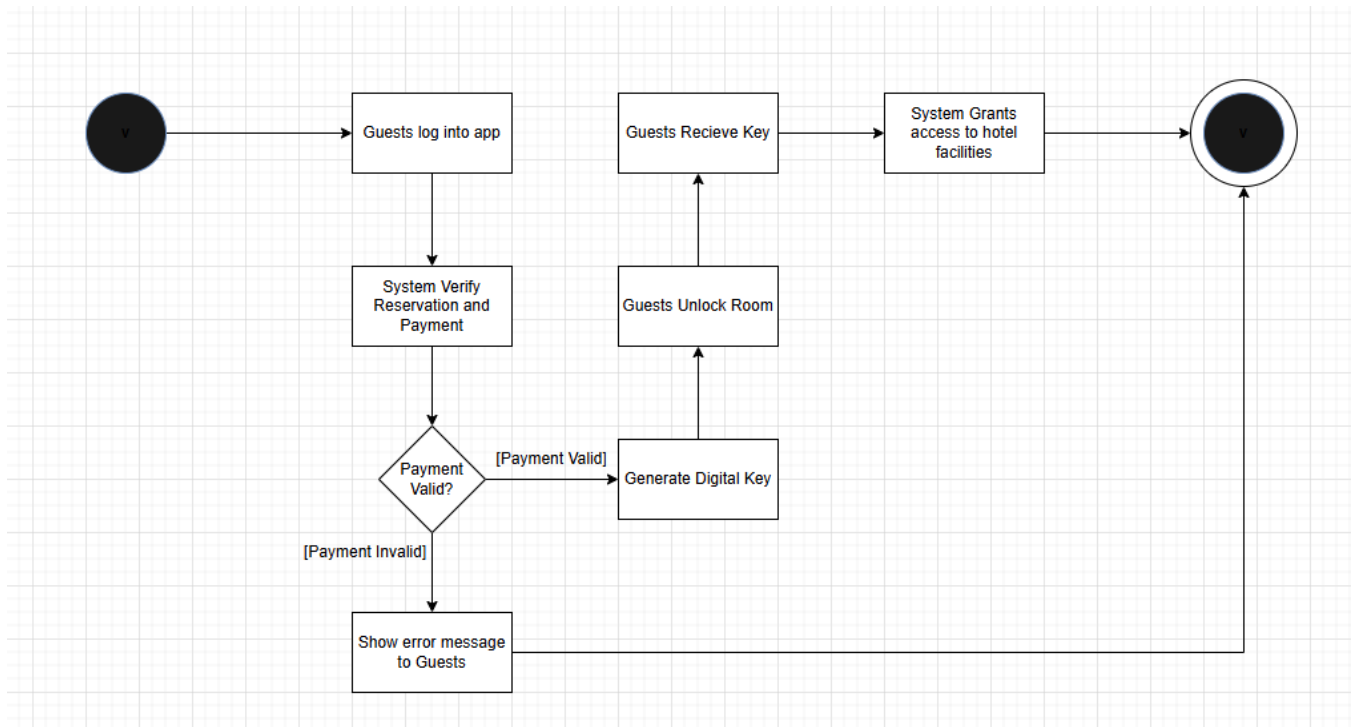 v
Guests log into app
Guests Recieve Key
System Grants
access to hotel
facilities
v
System Verify
Reservation and
Payment
Guests Unlock Room
Payment
Valid?
[Payment Valid]
Generate Digital Key
[Payment Invalid]
Show error message
to Guests